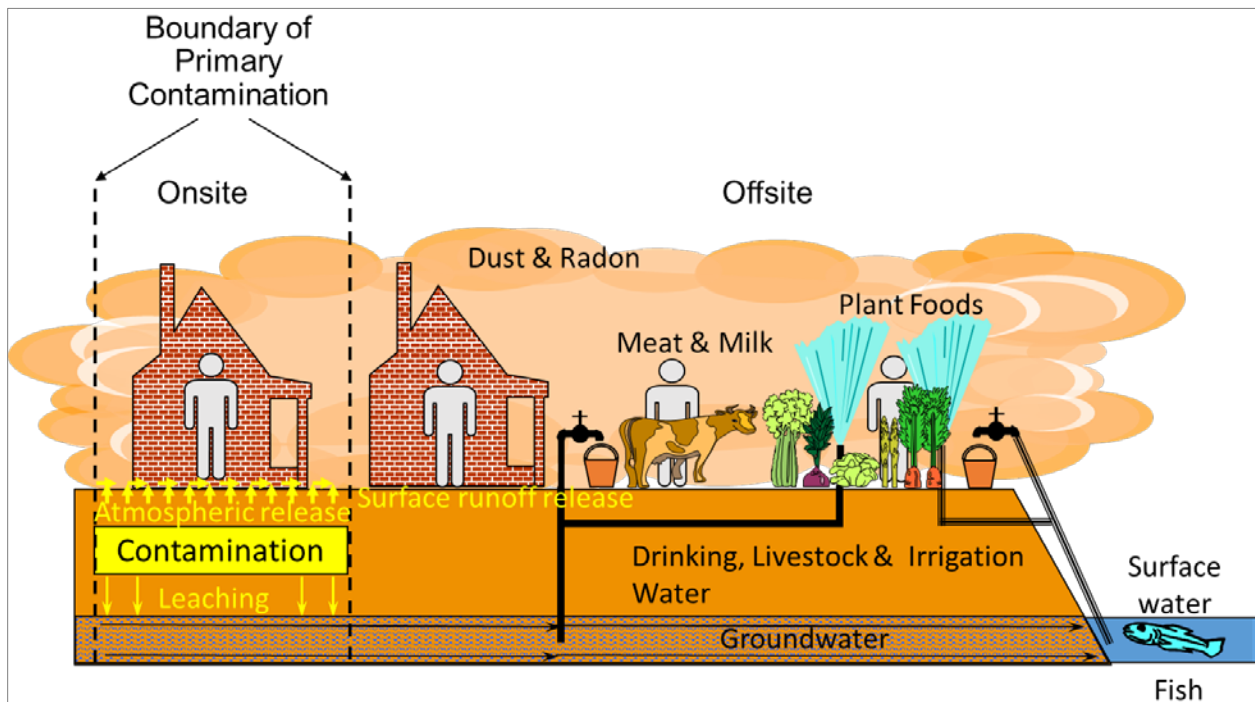 Boundary of
Primary
Contamination
Onsite
Offsite
Dust & Radon
Plant Foods
Meat & Milk
Surface runoff release
Atmospheric release
Contamination
Drinking, Livestock & Irrigation
Water
Leaching
Surface
water
Groundwater
Fish